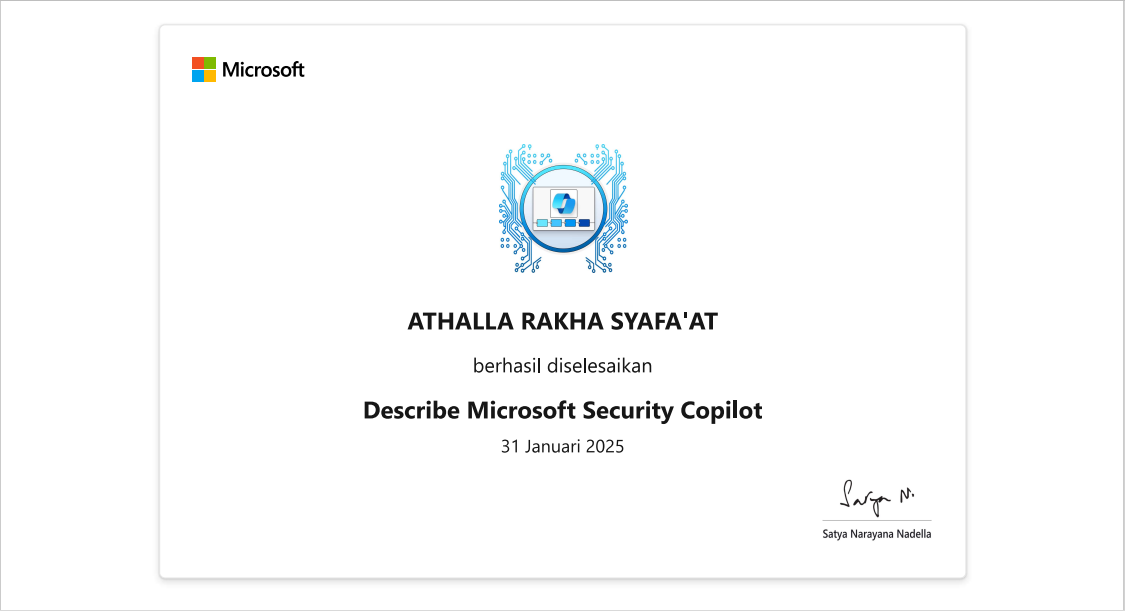 Microsoft
ATHALLA RAKHA SYAFA'AT
berhasil diselesaikan
Describe Microsoft Security Copilot
31 Januari 2025
Satya N.
Satya Narayana Nadella